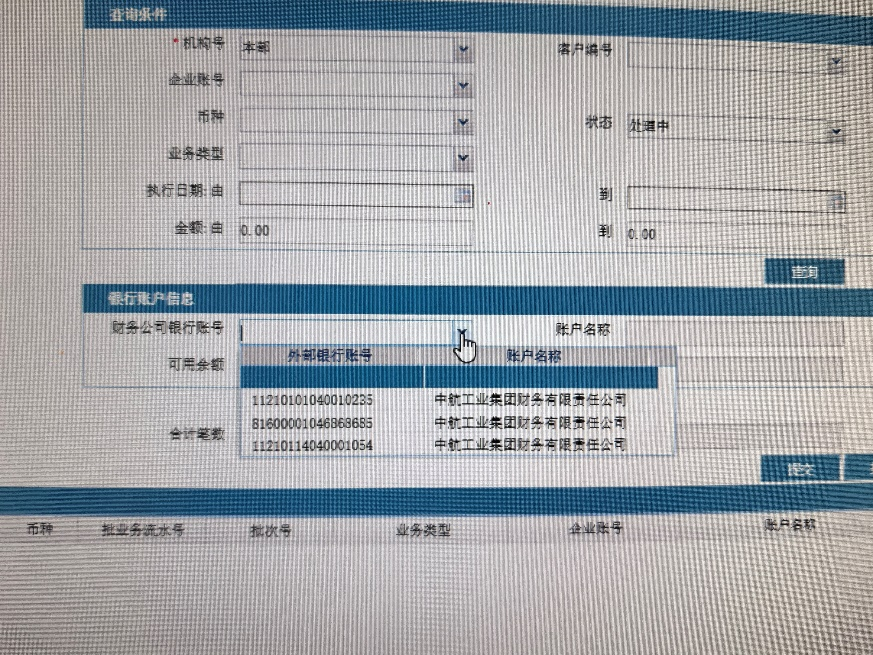 查询条件
* 机构号 本部 客户编号
企业账号
币种 状态 处理中
业务类型
执行日期: 由 到
金额: 由 0.00 到 0.00
查询
银行账户信息
财务公司银行账号 账户名称
外部银行账号 账户名称
可用余额
11210101040010235 中航工业集团财务有限责任公司
81600001046868685 中航工业集团财务有限责任公司
合计笔数
11210114040001054 中航工业集团财务有限责任公司
提交
币种 批业务流水号 批次号 业务类型 企业账号 账户名称